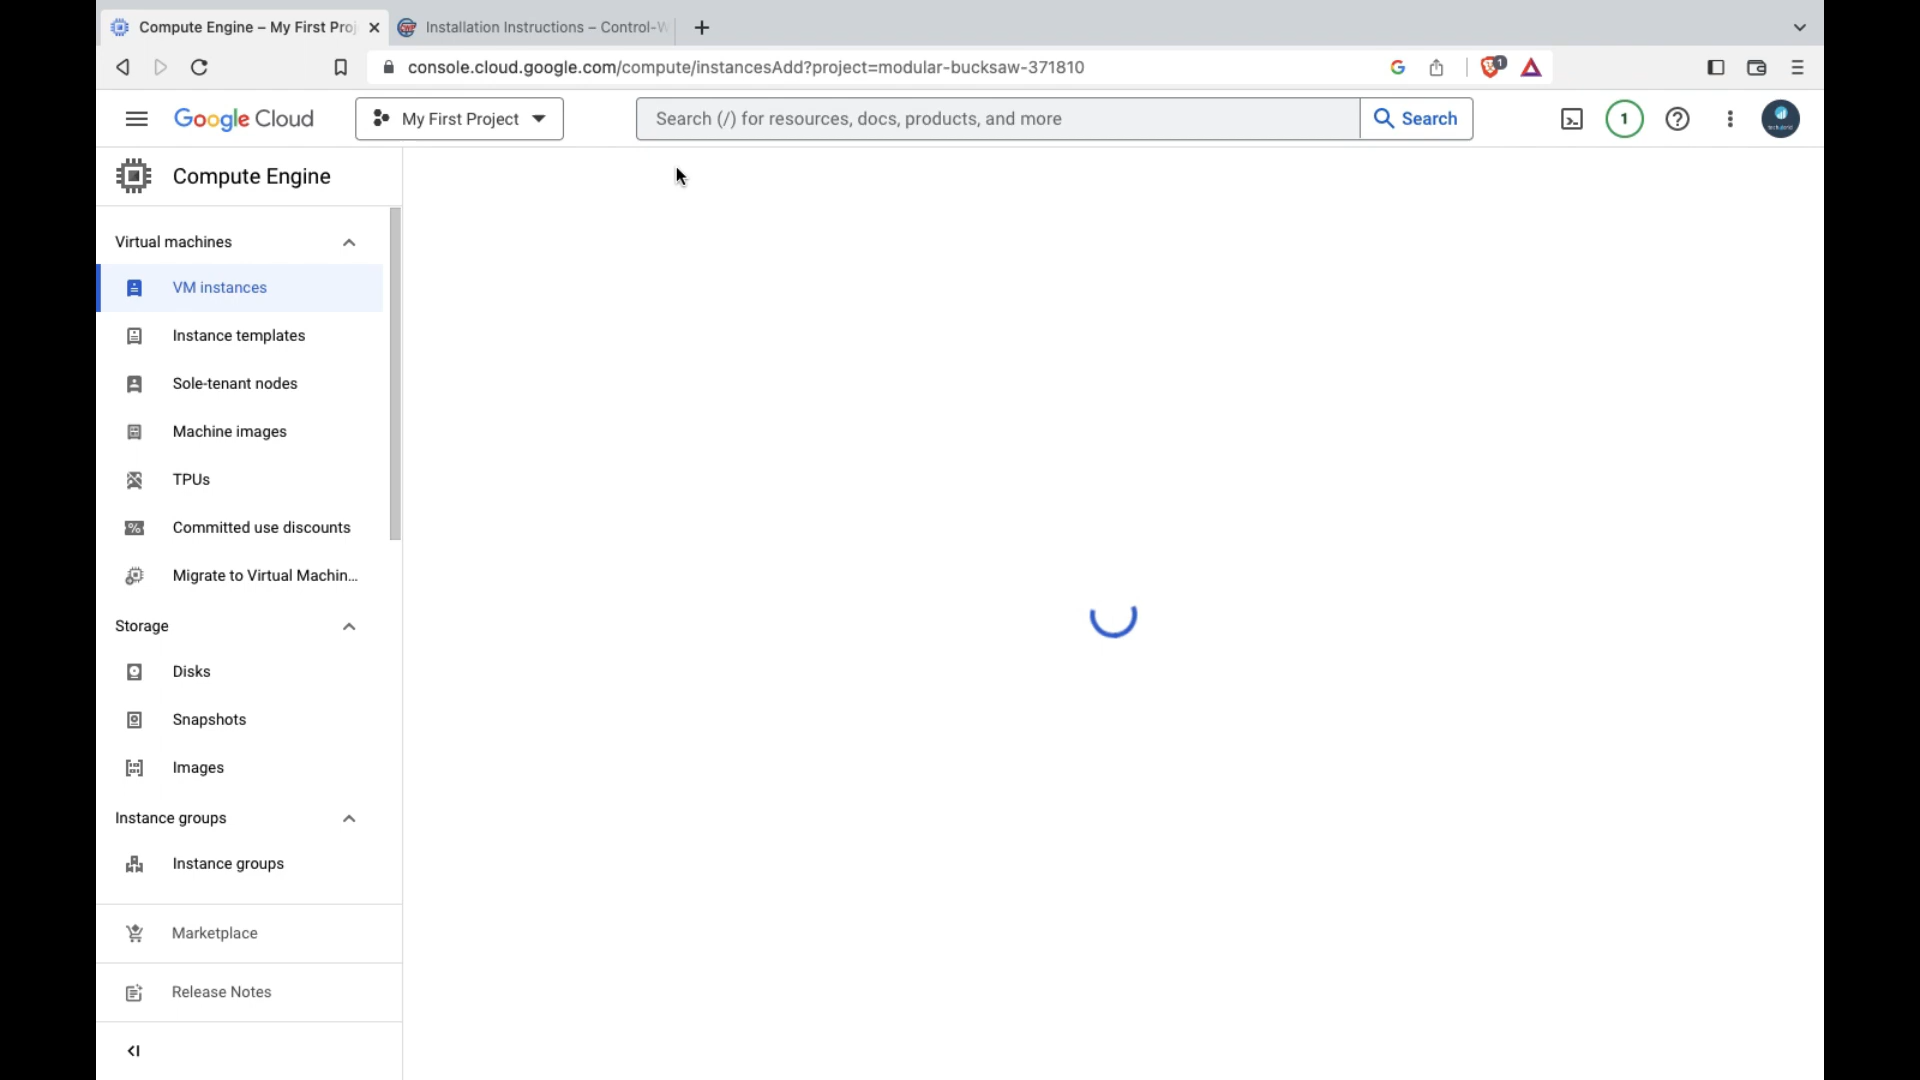 Compute Engine – My First Proj
Installation Instructions – Control-W
console.cloud.google.com/compute/instancesAdd?project=modular-bucksaw-371810
1
Google Cloud
My First Project
Search (/) for resources, docs, products, and more
Search
1
Compute Engine
Virtual machines
VM instances
Instance templates
Sole-tenant nodes
Machine images
TPUs
Committed use discounts
Migrate to Virtual Machin…
Storage
Disks
Snapshots
Images
Instance groups
Instance groups
Marketplace
Release Notes